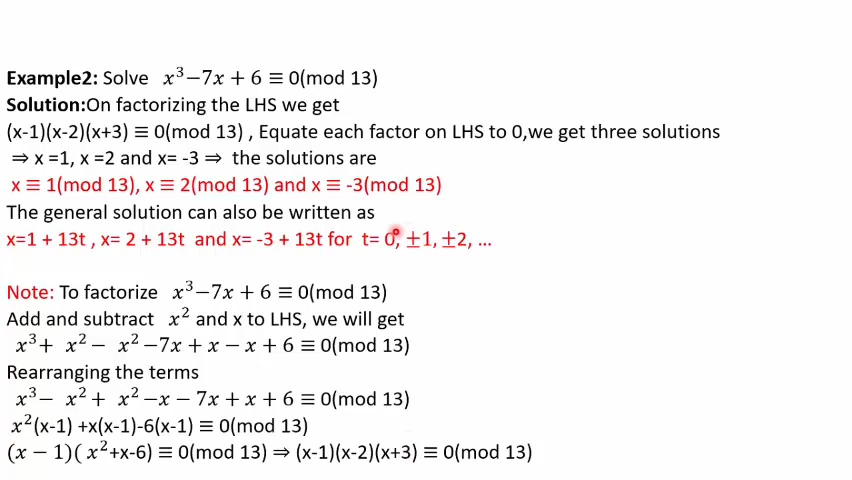 Example2: Solve x³−7x + 6 ≡ 0(mod 13)
Solution:On factorizing the LHS we get
(x-1)(x-2)(x+3) ≡ 0(mod 13) , Equate each factor on LHS to 0,we get three solutions
⇒ x =1, x =2 and x= -3 ⇒ the solutions are
x ≡ 1(mod 13), x ≡ 2(mod 13) and x ≡ -3(mod 13)
The general solution can also be written as
x=1 + 13t , x= 2 + 13t and x= -3 + 13t for t= 0, ±1, ±2, ...
Note: To factorize x³−7x + 6 ≡ 0(mod 13)
Add and subtract x² and x to LHS, we will get
x³+ x² − x²−7x + x − x + 6 ≡ 0(mod 13)
Rearranging the terms
x³− x²+ x²−x − 7x + x + 6 ≡ 0(mod 13)
x²(x-1) +x(x-1)-6(x-1) ≡ 0(mod 13)
(x − 1)( x²+x-6) ≡ 0(mod 13) ⇒ (x-1)(x-2)(x+3) ≡ 0(mod 13)